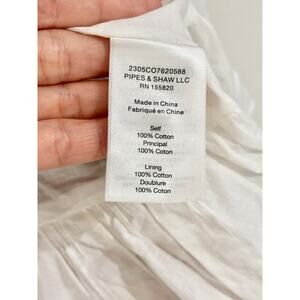 2305CO7620588
PIPES & SHAW LLC
RN 155820
Made in China
Fabriqué en Chine
Self
100% Cotton
Principal
100% Coton
Lining
100% Cotton
Doublure
100% Coton